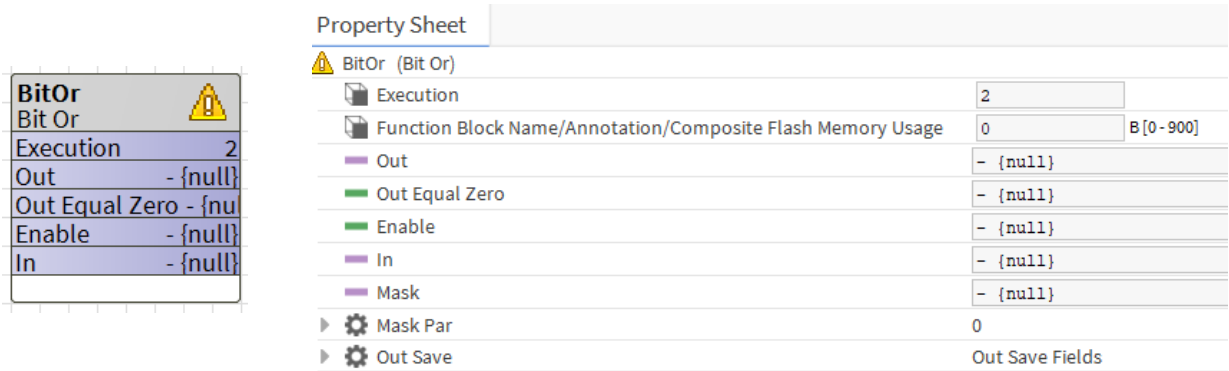 BitOr
Bit Or
Execution 2
Out - {null}
Out Equal Zero - {nul
Enable - {null}
In - {null}
Property Sheet
BitOr (Bit Or)
Execution 2
Function Block Name/Annotation/Composite Flash Memory Usage 0 B [0 - 900]
Out - {null}
Out Equal Zero - {null}
Enable - {null}
In - {null}
Mask - {null}
Mask Par 0
Out Save Out Save Fields